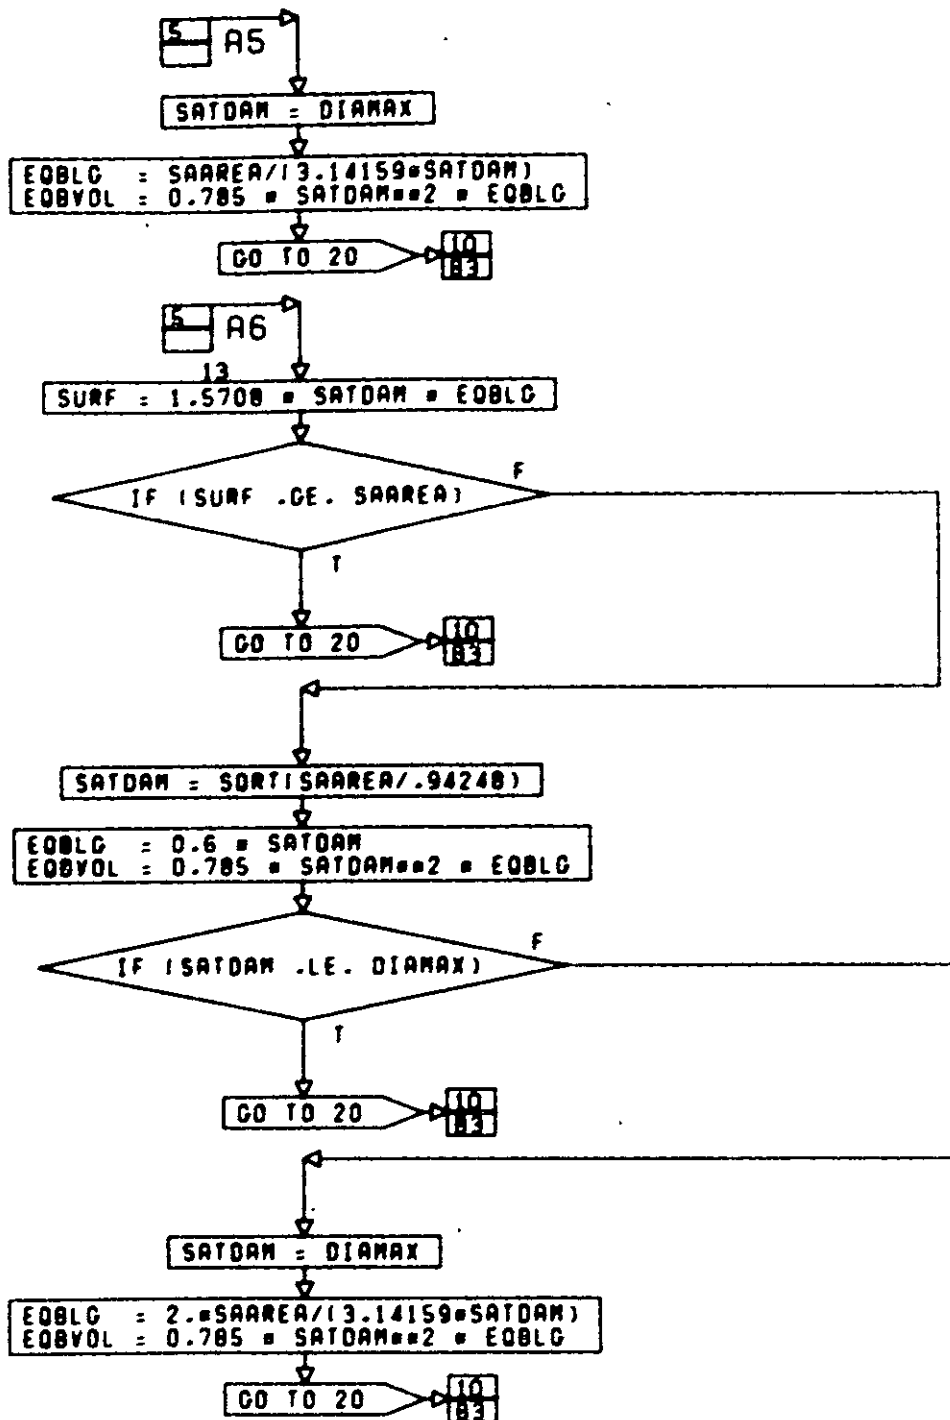 5 A5
SATDAM = DIAMAX
EQBLG = SAAREA/(3.14159*SATDAM)
EQBVOL = 0.785 * SATDAM**2 * EQBLG
GO TO 20
10
B3
5 A6
13
SURF = 1.5708 * SATDAM * EQBLG
F
IF (SURF .GE. SAAREA)
T
GO TO 20
10
B3
SATDAM = SQRT(SAAREA/.94248)
EQBLG = 0.6 * SATDAM
EQBVOL = 0.785 * SATDAM**2 * EQBLG
F
IF (SATDAM .LE. DIAMAX)
T
GO TO 20
10
B3
SATDAM = DIAMAX
EQBLG = 2.*SAAREA/(3.14159*SATDAM)
EQBVOL = 0.785 * SATDAM**2 * EQBLG
GO TO 20
10
B3